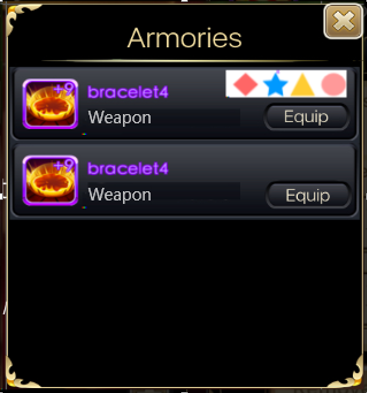 Armories
+9
bracelet4
Weapon
Equip
+9
bracelet4
Weapon
Equip